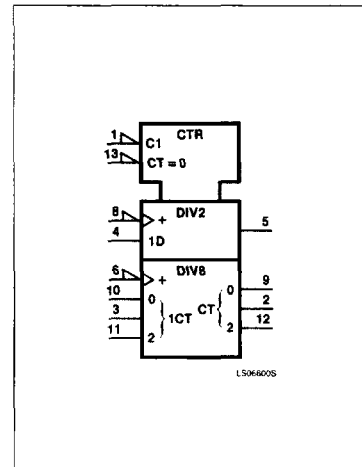 CTR
1 C1
13 CT = 0
8 + DIV2 5
4 1D
6 + DIV8
10 0 0 9
3 1CT CT 2
11 2 2 12
LS06600S